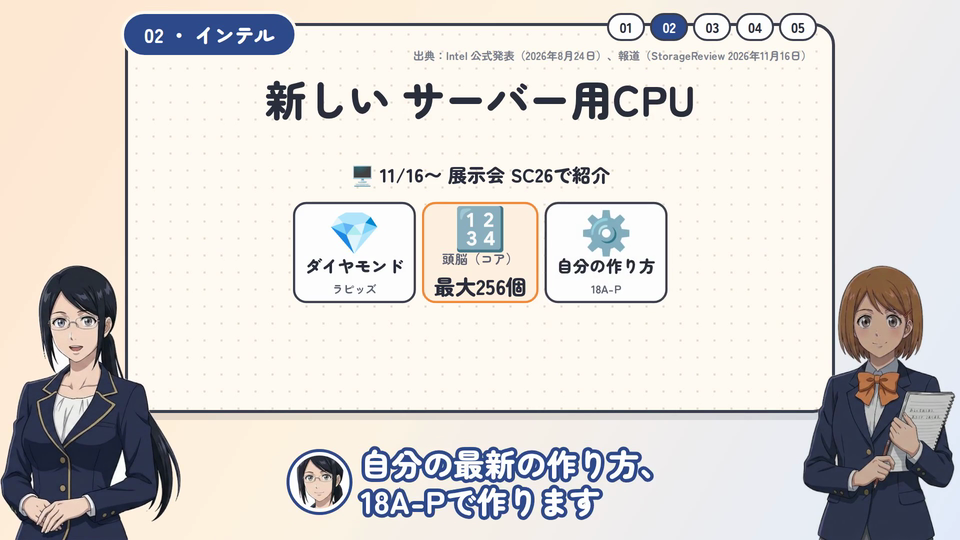 02 ・ インテル
01 02 03 04 05
出典：Intel 公式発表（2026年8月24日）、報道（StorageReview 2026年11月16日）
新しい サーバー用CPU
11/16〜 展示会 SC26で紹介
ダイヤモンド
ラピッズ
1 2
3 4
頭脳（コア）
最大256個
自分の作り方
18A-P
自分の最新の作り方、
18A-Pで作ります